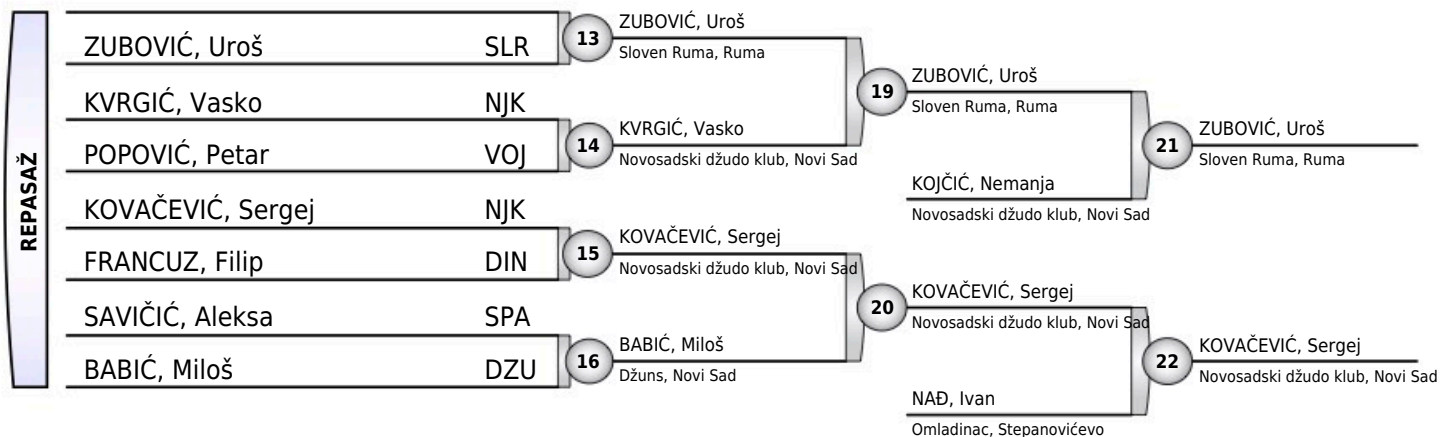 REPASAŽ
ZUBOVIĆ, Uroš SLR
KVRGIĆ, Vasko NJK
POPOVIĆ, Petar VOJ
KOVAČEVIĆ, Sergej NJK
FRANCUZ, Filip DIN
SAVIČIĆ, Aleksa SPA
BABIĆ, Miloš DZU
13
ZUBOVIĆ, Uroš
Sloven Ruma, Ruma
14
KVRGIĆ, Vasko
Novosadski džudo klub, Novi Sad
15
KOVAČEVIĆ, Sergej
Novosadski džudo klub, Novi Sad
16
BABIĆ, Miloš
Džuns, Novi Sad
19
ZUBOVIĆ, Uroš
Sloven Ruma, Ruma
KOJČIĆ, Nemanja
Novosadski džudo klub, Novi Sad
20
KOVAČEVIĆ, Sergej
Novosadski džudo klub, Novi Sad
NAĐ, Ivan
Omladinac, Stepanovićevo
21
ZUBOVIĆ, Uroš
Sloven Ruma, Ruma
22
KOVAČEVIĆ, Sergej
Novosadski džudo klub, Novi Sad